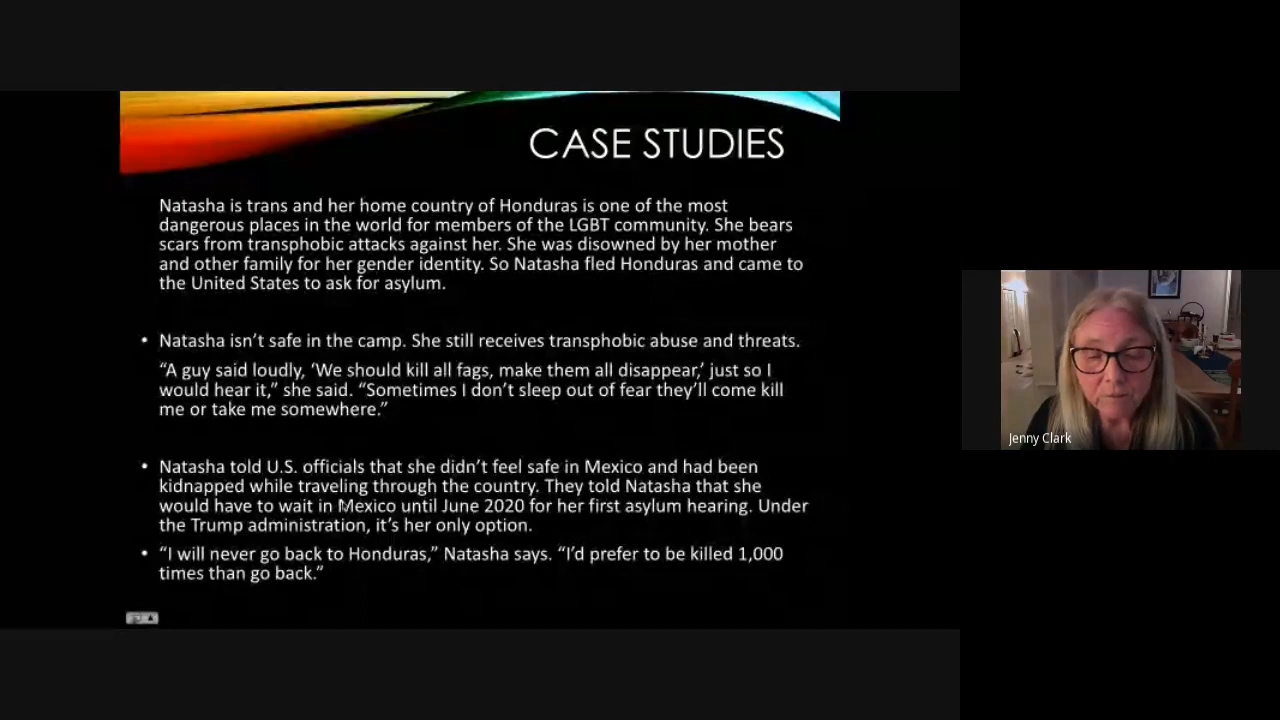 CASE STUDIES
Natasha is trans and her home country of Honduras is one of the most
dangerous places in the world for members of the LGBT community. She bears
scars from transphobic attacks against her. She was disowned by her mother
and other family for her gender identity. So Natasha fled Honduras and came to
the United States to ask for asylum.
• Natasha isn’t safe in the camp. She still receives transphobic abuse and threats.
“A guy said loudly, ‘We should kill all fags, make them all disappear,’ just so I
would hear it,” she said. “Sometimes I don’t sleep out of fear they’ll come kill
me or take me somewhere.”
• Natasha told U.S. officials that she didn’t feel safe in Mexico and had been
kidnapped while traveling through the country. They told Natasha that she
would have to wait in Mexico until June 2020 for her first asylum hearing. Under
the Trump administration, it’s her only option.
• “I will never go back to Honduras,” Natasha says. “I’d prefer to be killed 1,000
times than go back.”
Jenny Clark